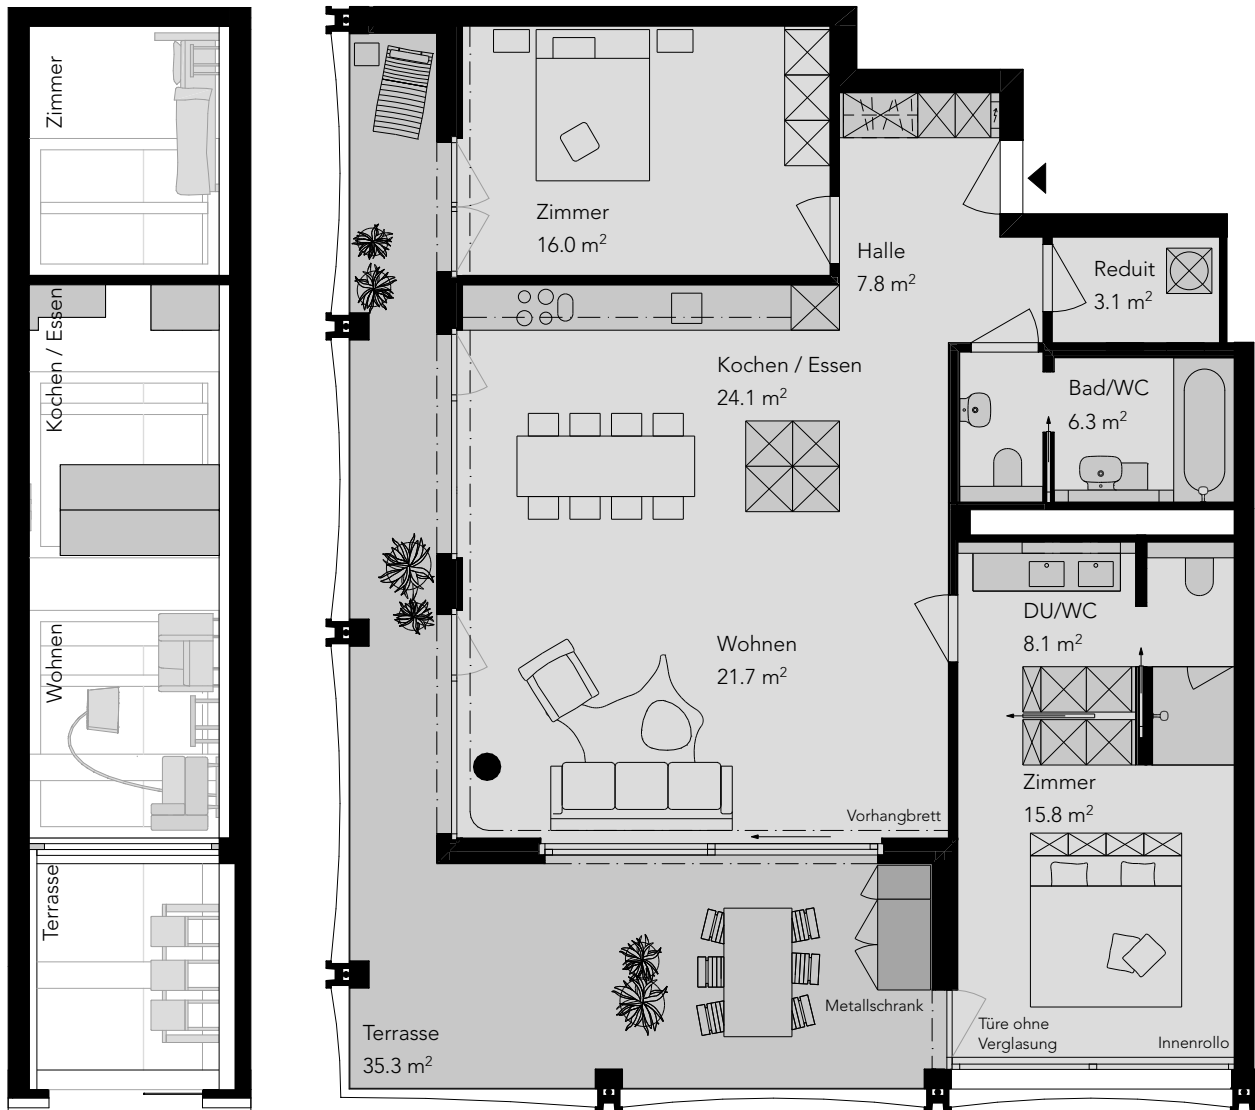 Zimmer
Kochen / Essen
Wohnen
Terrasse
Zimmer
16.0 m²
Halle
7.8 m²
Reduit
3.1 m²
Kochen / Essen
24.1 m²
Bad/WC
6.3 m²
Wohnen
21.7 m²
DU/WC
8.1 m²
Zimmer
15.8 m²
Vorhangbrett
Metallschrank
Türe ohne
Verglasung
Innenrollo
Terrasse
35.3 m²